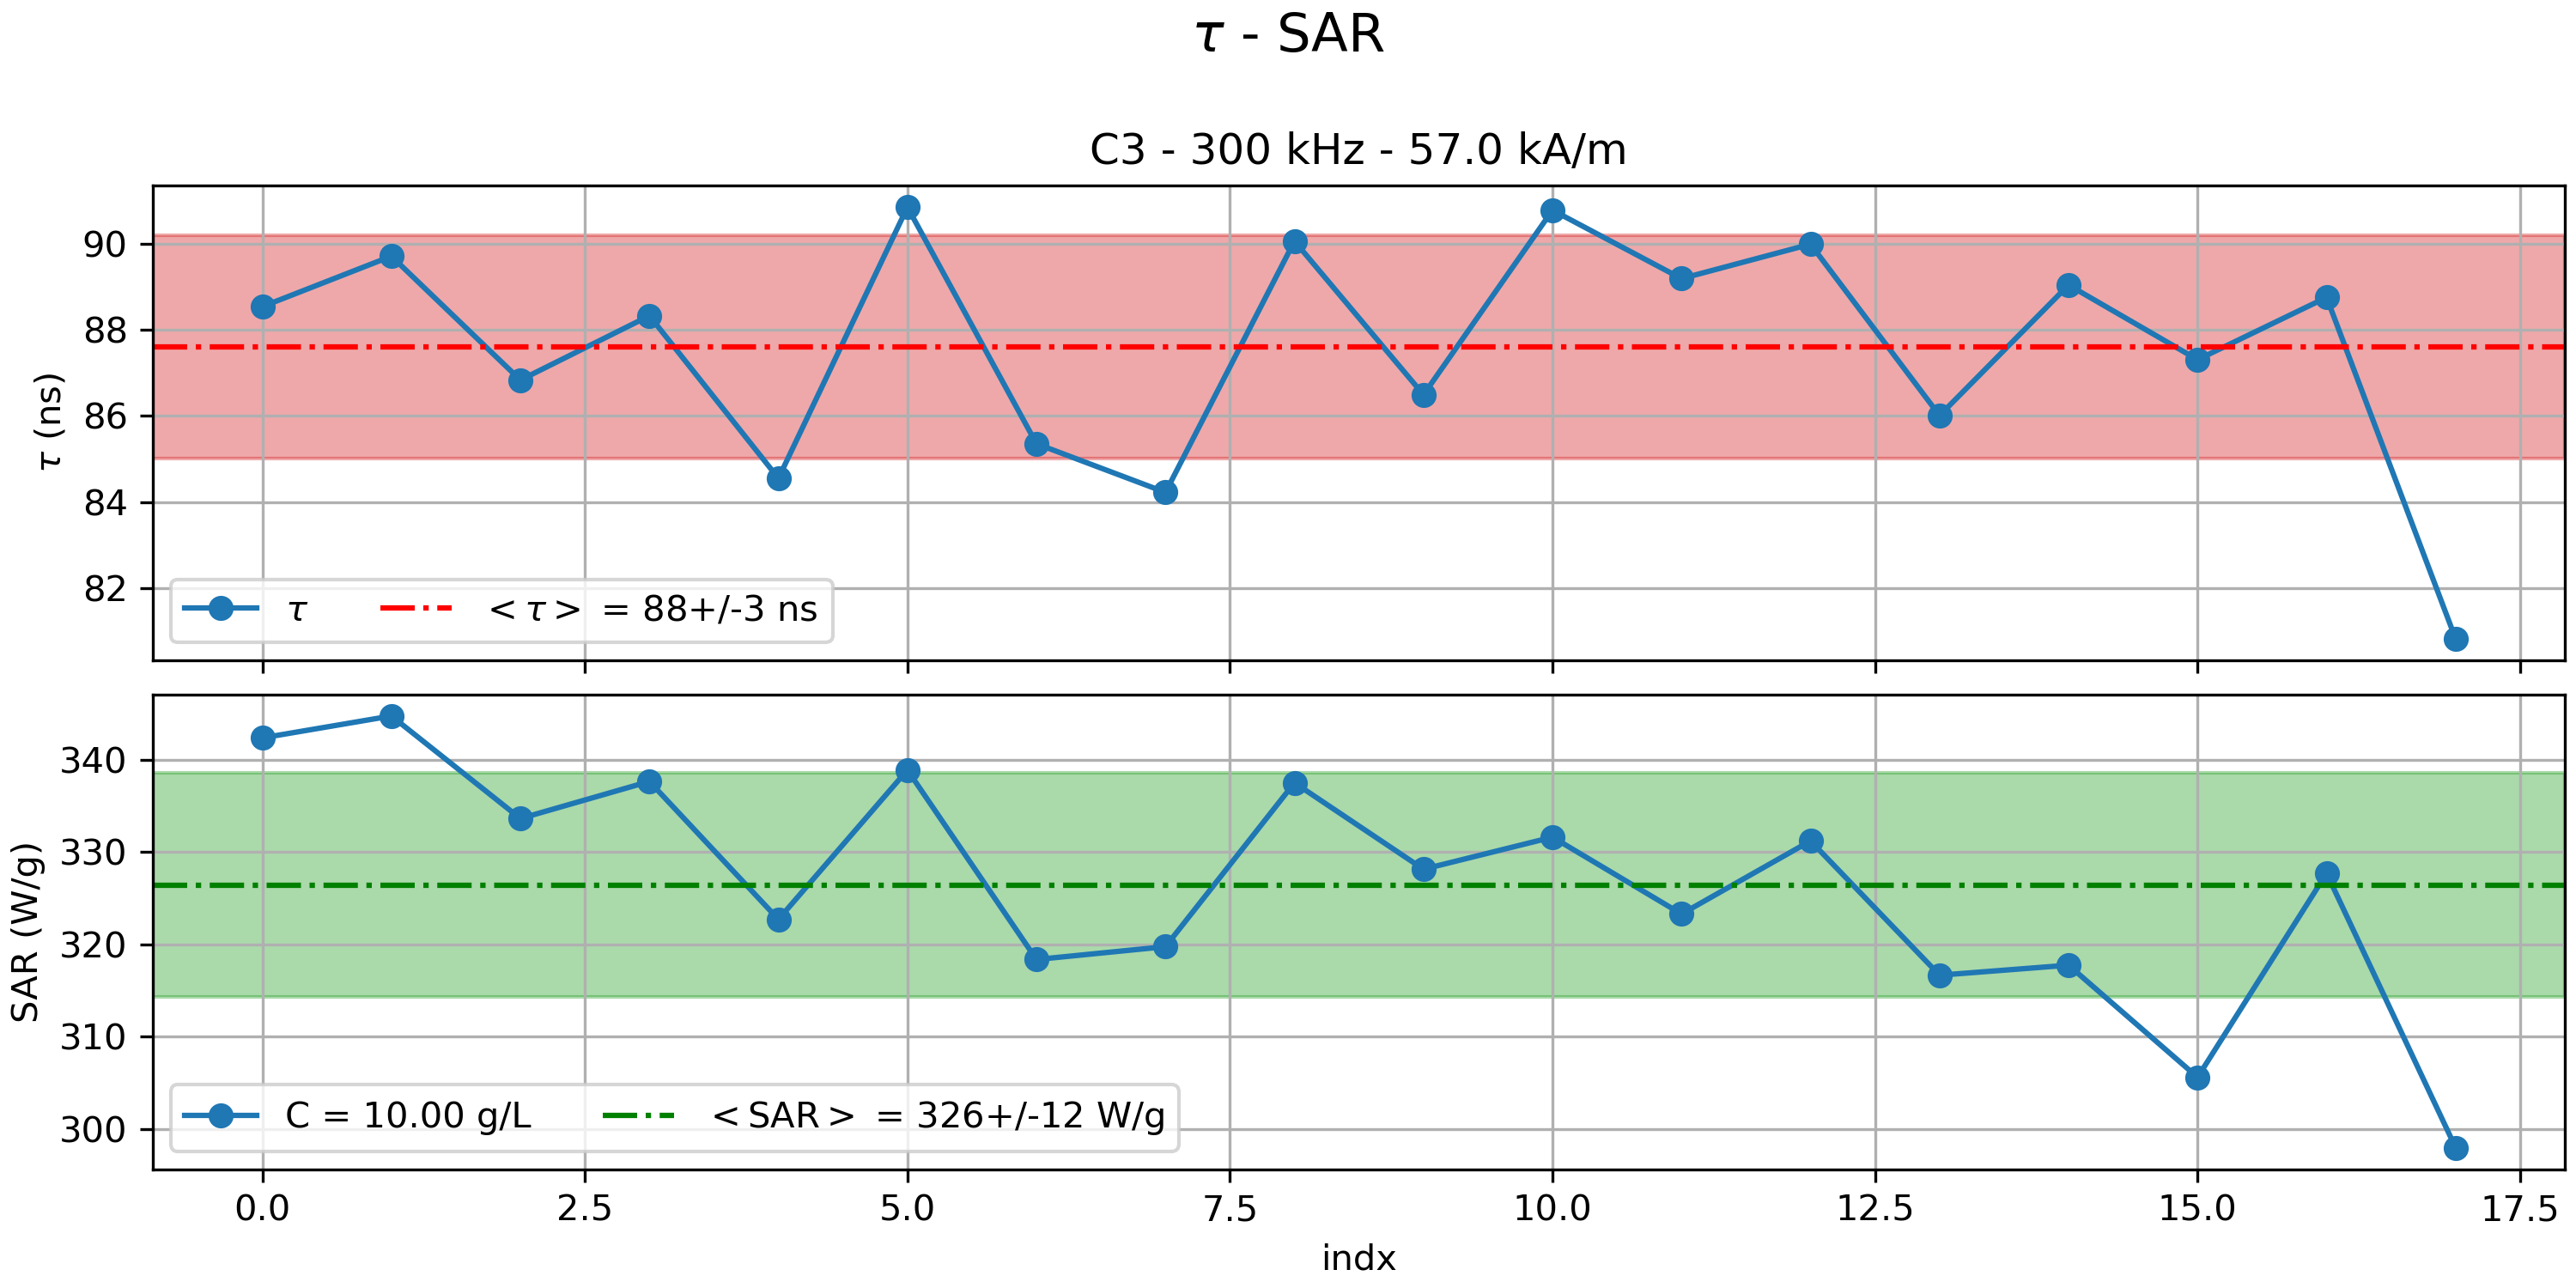 τ - SAR
C3 - 300 kHz - 57.0 kA/m
τ (ns)
90
88
86
84
82
τ
<τ> = 88+/-3 ns
SAR (W/g)
340
330
320
310
300
C = 10.00 g/L
<SAR> = 326+/-12 W/g
0.0 2.5 5.0 7.5 10.0 12.5 15.0 17.5
indx